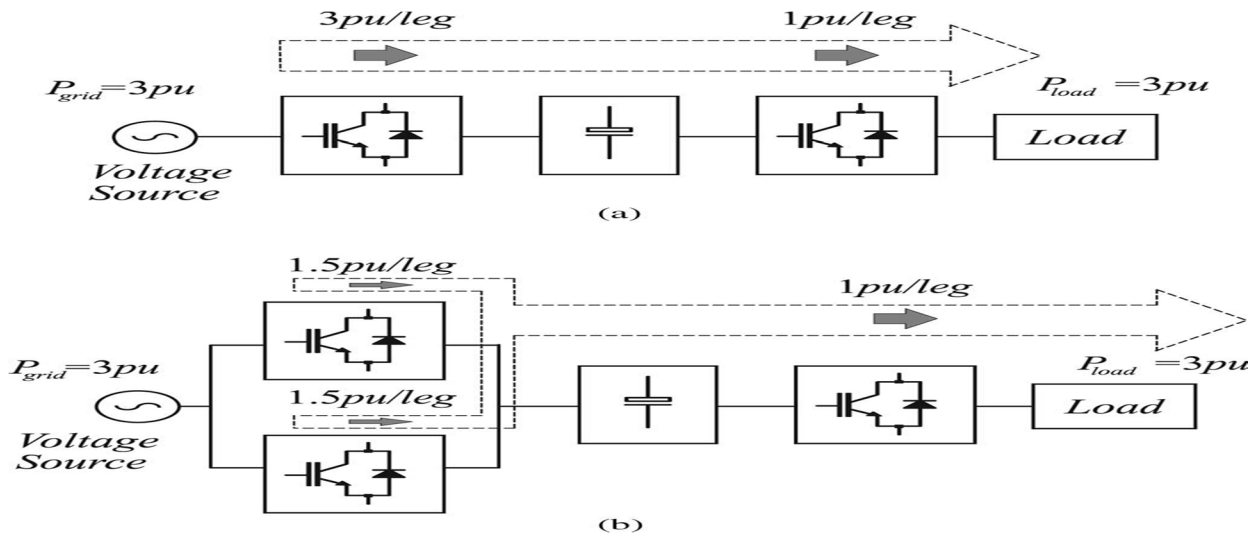 3pu/leg
1pu/leg
P_grid=3pu
P_load =3pu
Load
Voltage
Source
(a)
1.5pu/leg
1pu/leg
P_grid=3pu
P_load =3pu
1.5pu/leg
Load
Voltage
Source
(b)